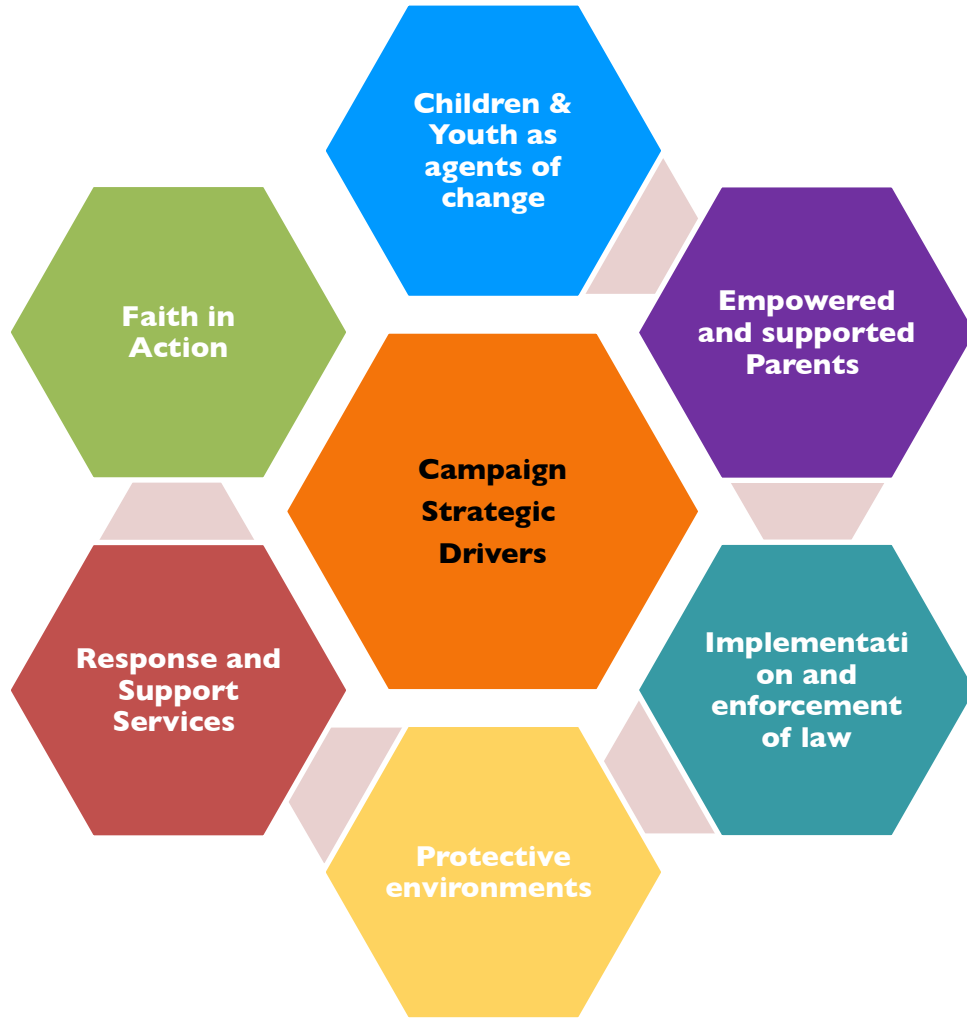 Children &
Youth as
agents of
change
Empowered
and supported
Parents
Faith in
Action
Campaign
Strategic
Drivers
Implementati
on and
enforcement
of law
Response and
Support
Services
Protective
environments